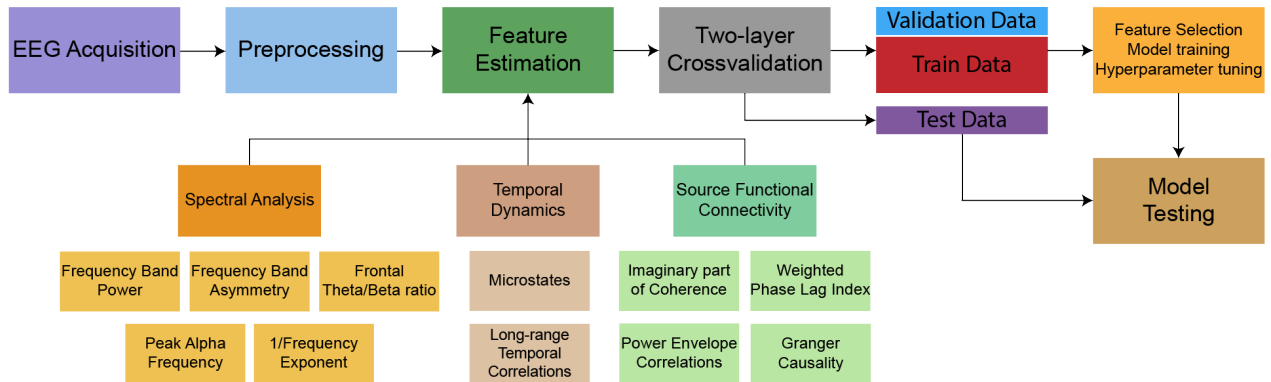 EEG Acquisition
Preprocessing
Feature
Estimation
Two-layer
Crossvalidation
Validation Data
Train Data
Test Data
Feature Selection
Model training
Hyperparameter tuning
Model
Testing
Spectral Analysis
Temporal
Dynamics
Source Functional
Connectivity
Frequency Band
Power
Frequency Band
Asymmetry
Frontal
Theta/Beta ratio
Peak Alpha
Frequency
1/Frequency
Exponent
Microstates
Long-range
Temporal
Correlations
Imaginary part
of Coherence
Weighted
Phase Lag Index
Power Envelope
Correlations
Granger
Causality